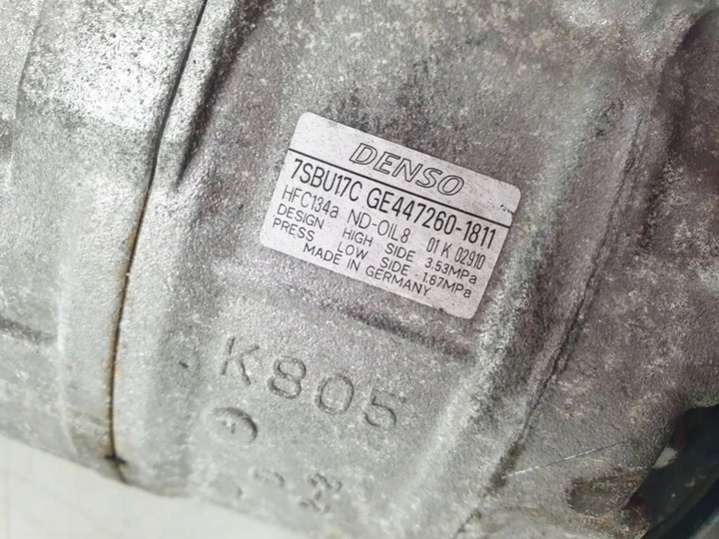 DENSO
7SBU17C GE447260-1811
HFC134a ND-OIL8 01 K 02910
DESIGN HIGH SIDE 3.53MPa
PRESS LOW SIDE 1.67MPa
MADE IN GERMANY
K805